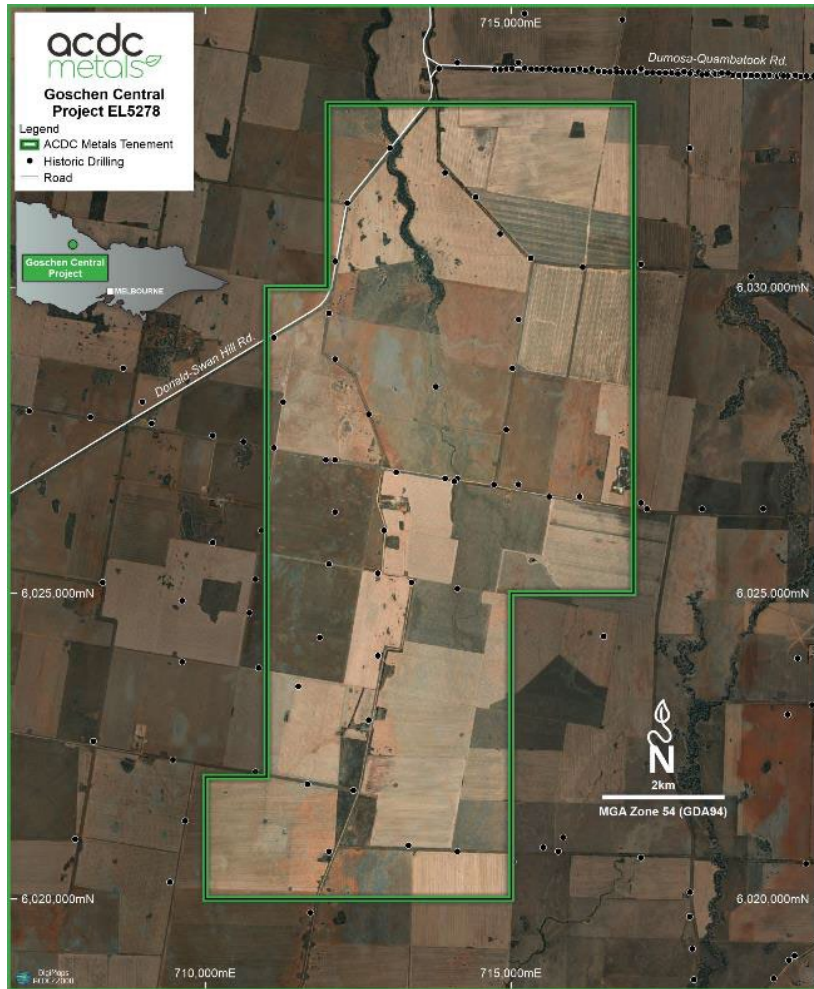 acdc
metals
Goschen Central
Project EL5278
Legend
ACDC Metals Tenement
Historic Drilling
Road
715,000mE
Dumosa-Quambatook Rd.
Goschen Central
Project
MELBOURNE
6,030,000mN
Donald-Swan Hill Rd.
6,025,000mN
6,025,000mN
N
2km
MGA Zone 54 (GDA94)
6,020,000mN
6,020,000mN
710,000mE
715,000mE
DigiMaps